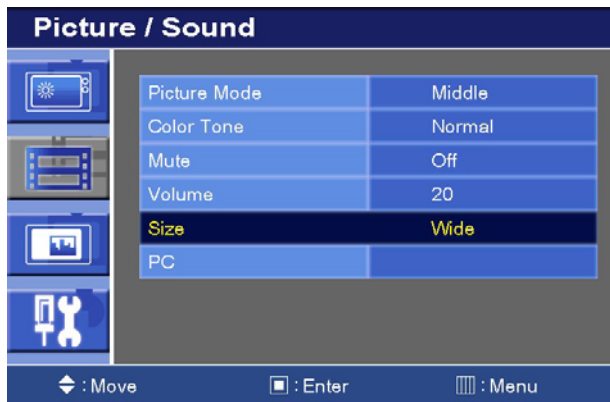 Picture / Sound
Picture Mode Middle
Color Tone Normal
Mute Off
Volume 20
Size Wide
PC
: Move : Enter : Menu